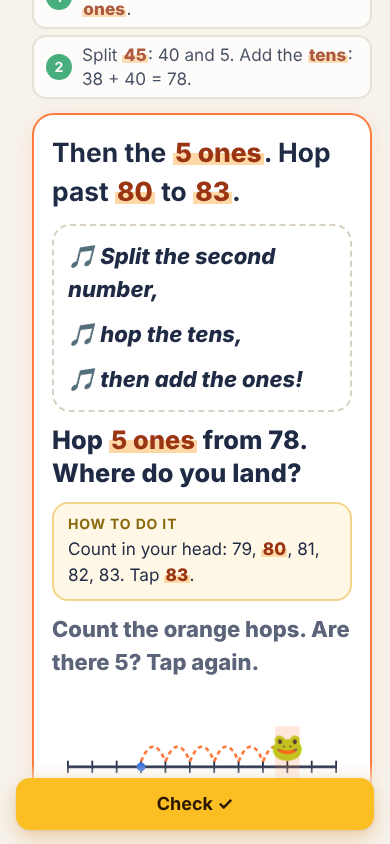 ones.
2
Split 45: 40 and 5. Add the tens:
38 + 40 = 78.
Then the 5 ones. Hop
past 80 to 83.
🎵 Split the second
number,
🎵 hop the tens,
🎵 then add the ones!
Hop 5 ones from 78.
Where do you land?
HOW TO DO IT
Count in your head: 79, 80, 81,
82, 83. Tap 83.
Count the orange hops. Are
there 5? Tap again.
Check ✓